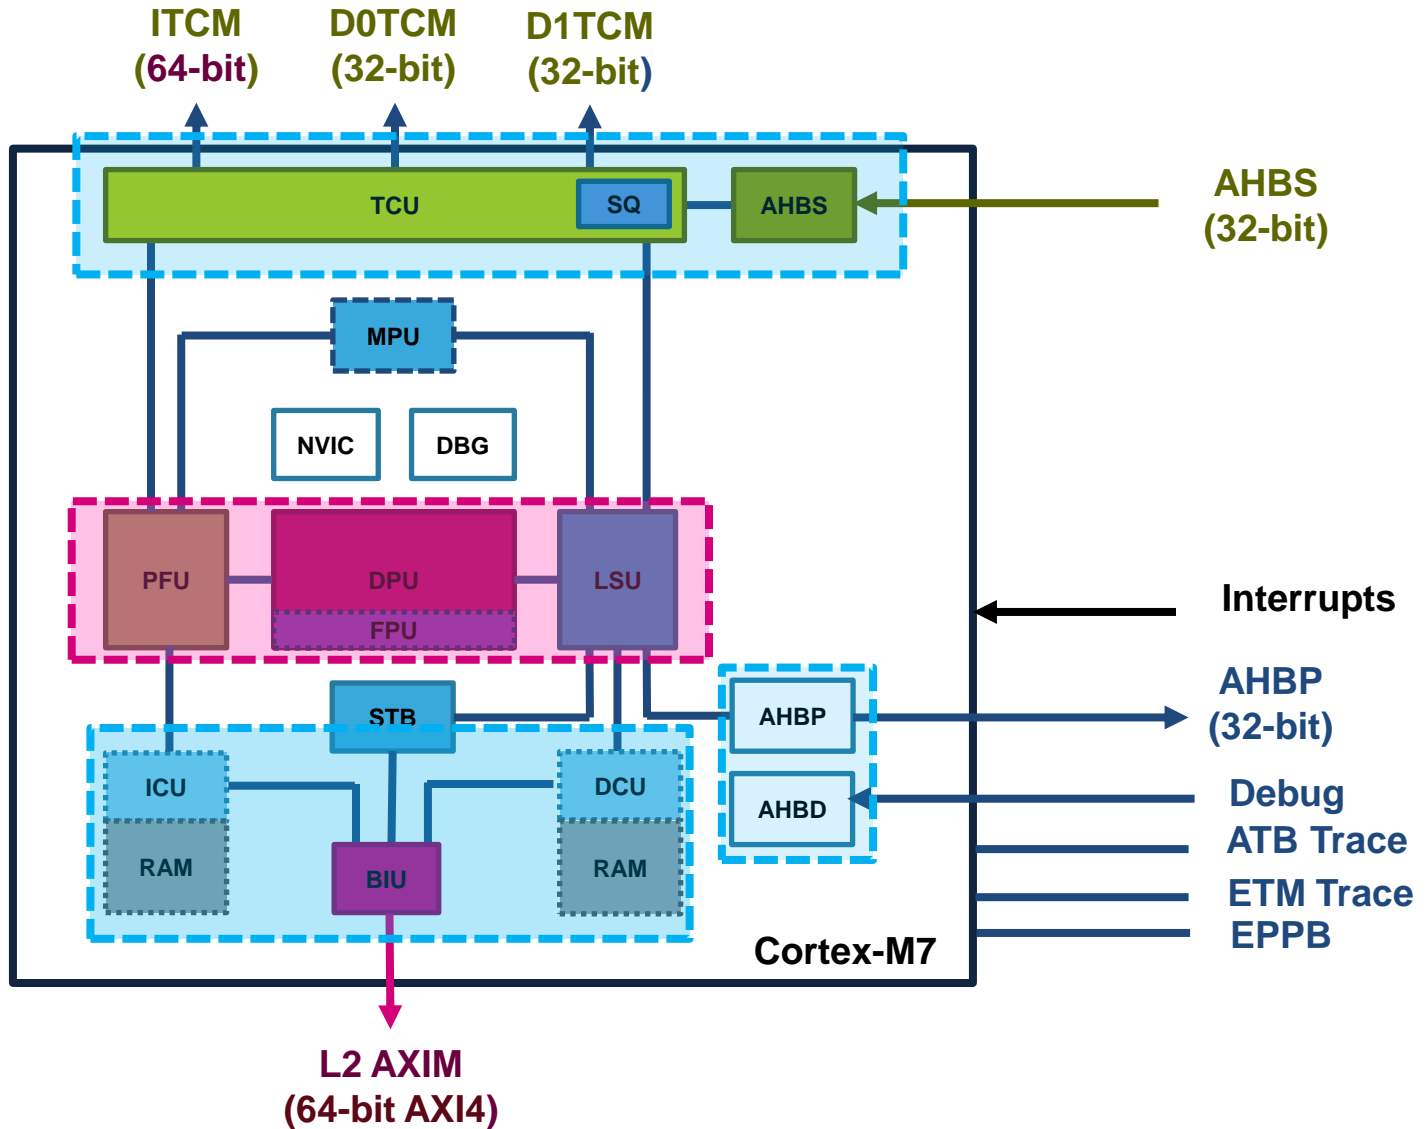 ITCM
(64-bit)
D0TCM
(32-bit)
D1TCM
(32-bit)
TCU
SQ
AHBS
AHBS
(32-bit)
MPU
NVIC
DBG
PFU
DPU
LSU
FPU
Interrupts
STB
AHBP
AHBP
(32-bit)
ICU
DCU
AHBD
Debug
ATB Trace
RAM
BIU
RAM
ETM Trace
EPPB
Cortex-M7
L2 AXIM
(64-bit AXI4)